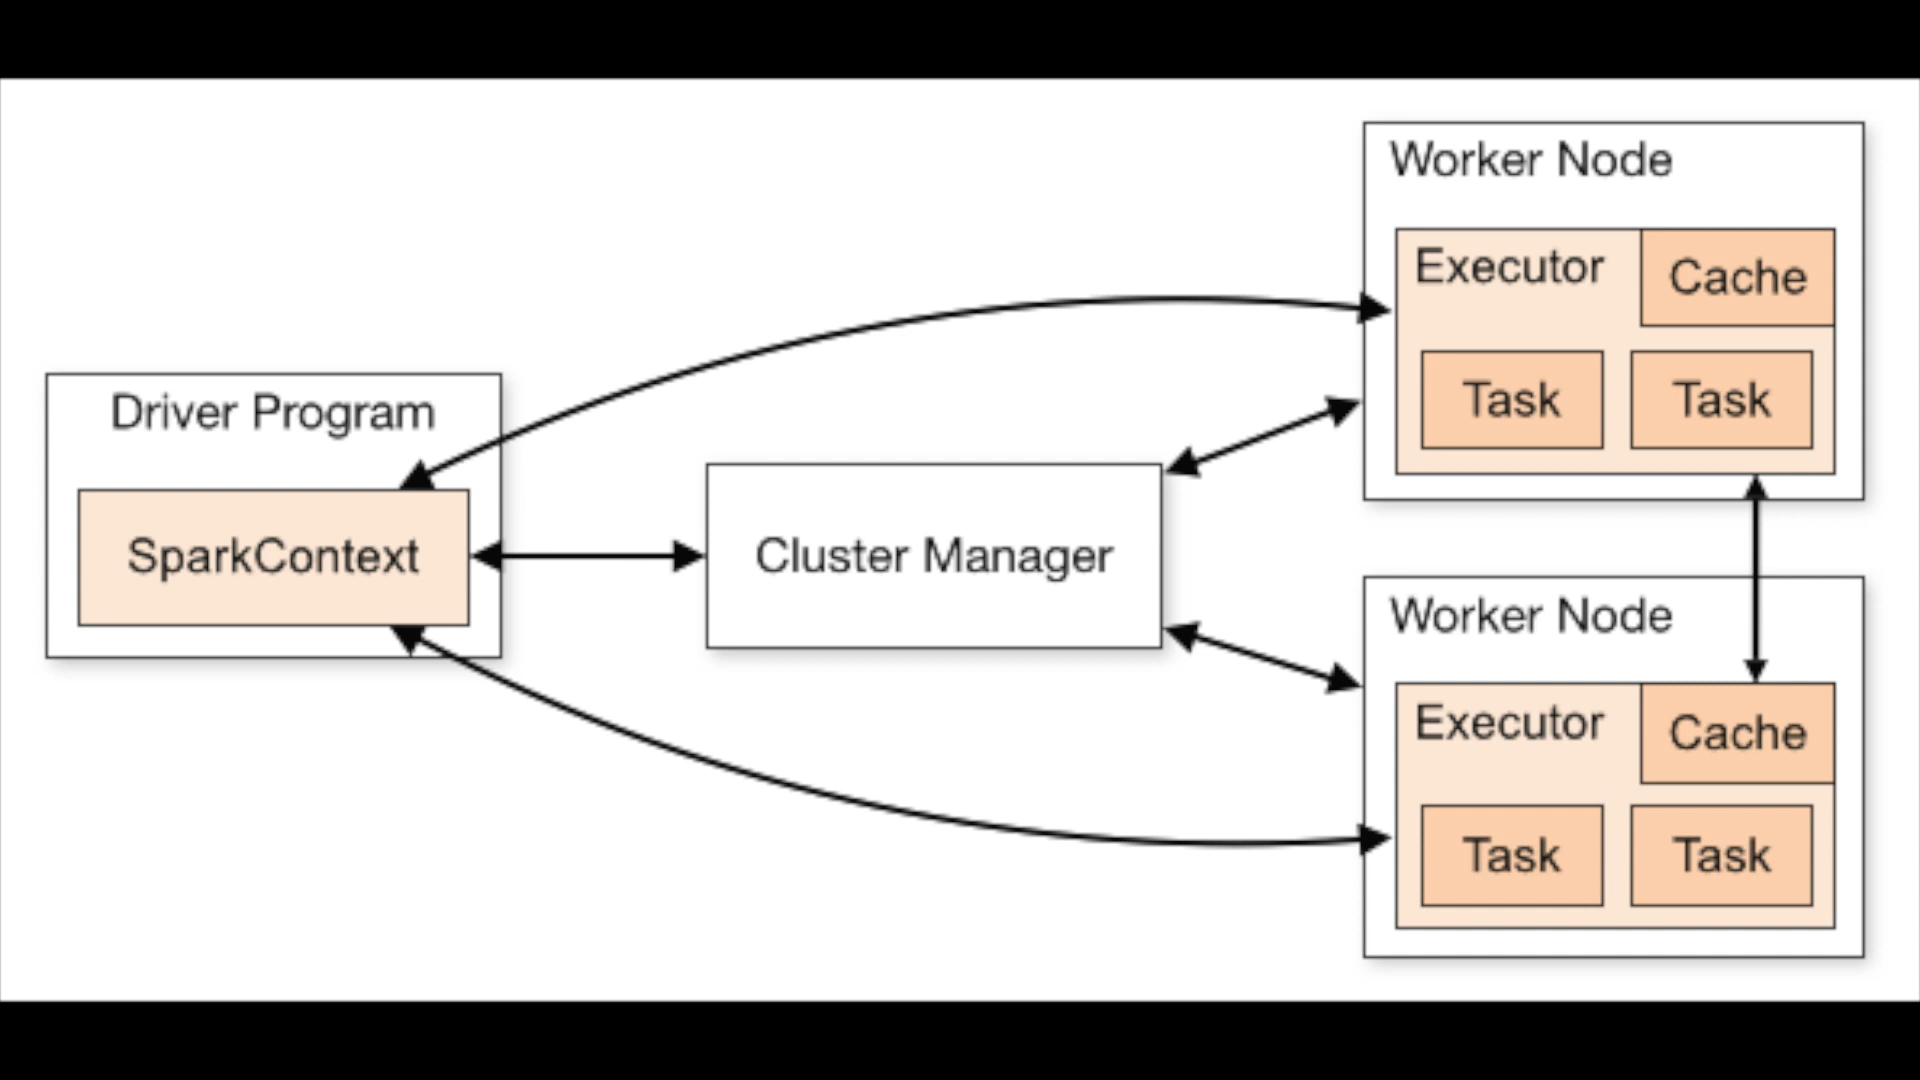 Driver Program
SparkContext
Cluster Manager
Worker Node
Executor
Cache
Task
Task
Worker Node
Executor
Cache
Task
Task